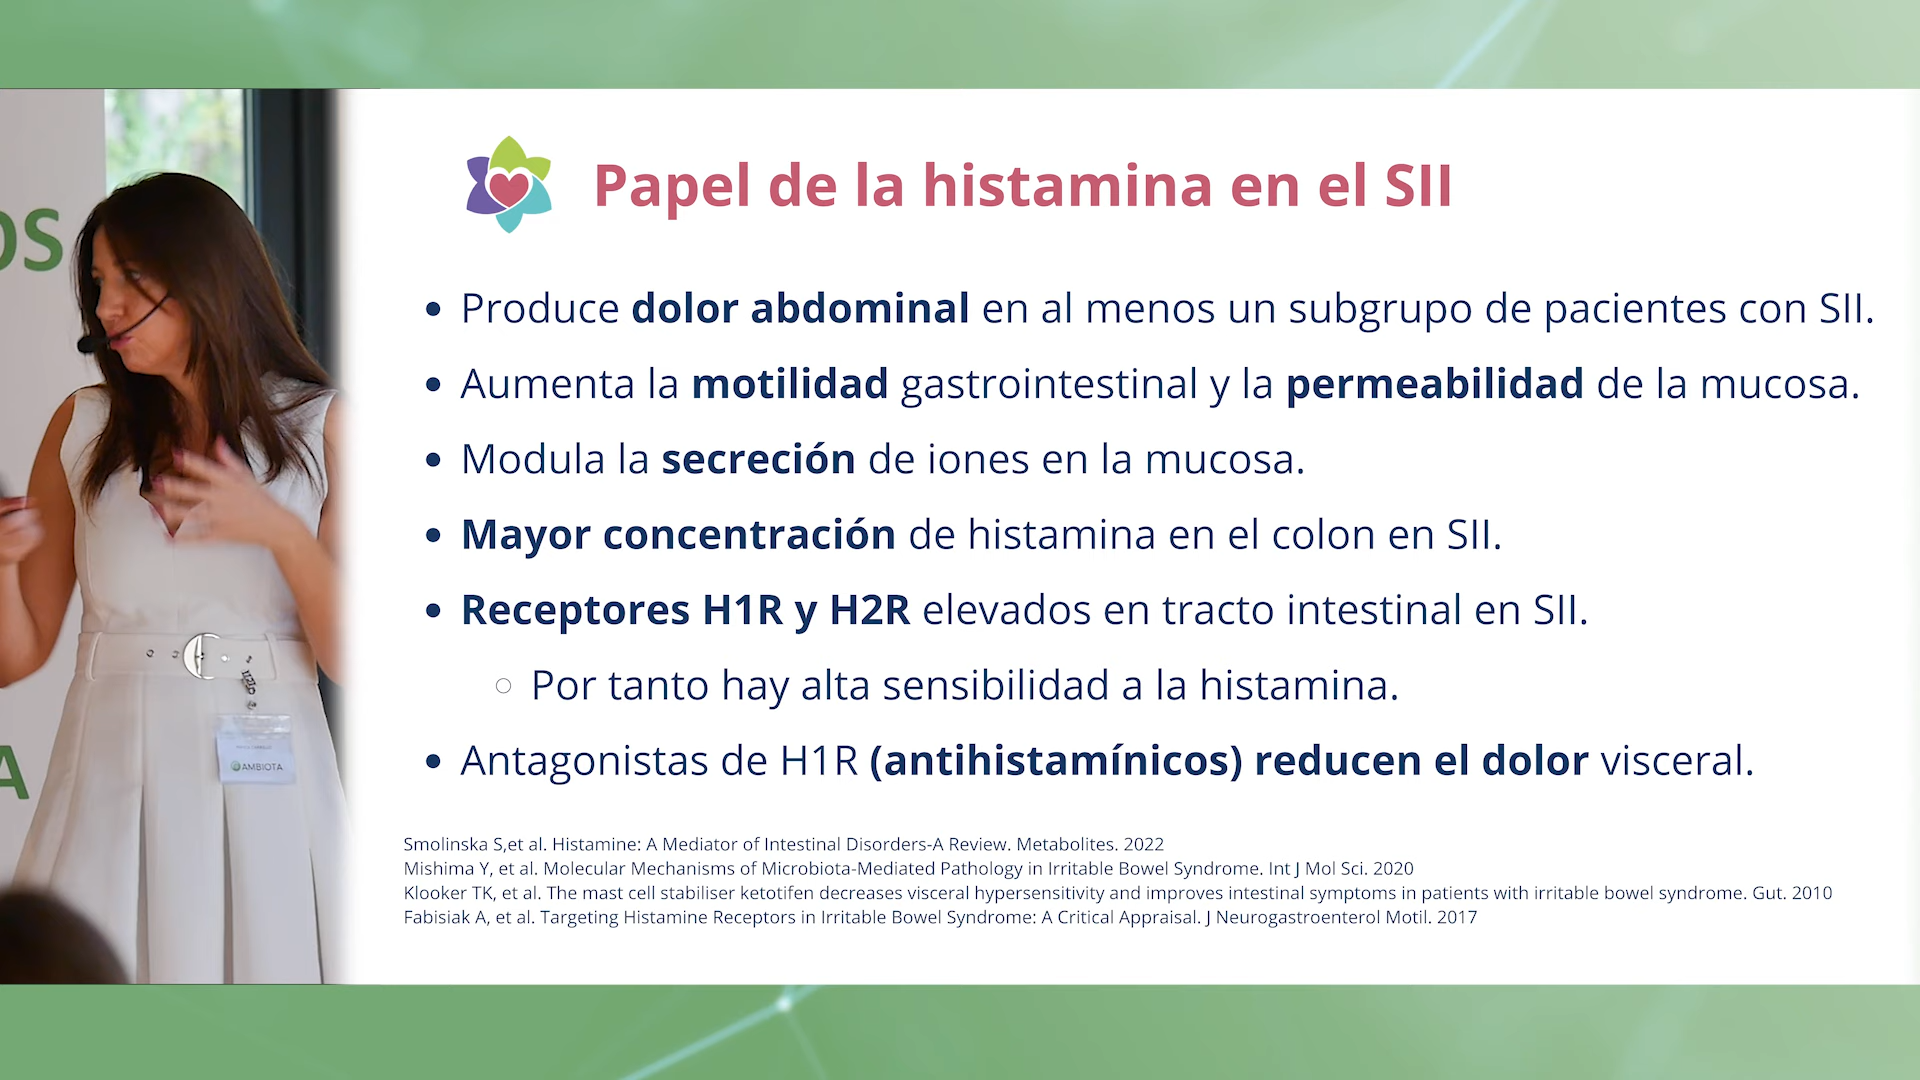 OS
A
AMBIOTA
Papel de la histamina en el SII
• Produce dolor abdominal en al menos un subgrupo de pacientes con SII.
• Aumenta la motilidad gastrointestinal y la permeabilidad de la mucosa.
• Modula la secreción de iones en la mucosa.
• Mayor concentración de histamina en el colon en SII.
• Receptores H1R y H2R elevados en tracto intestinal en SII.
○ Por tanto hay alta sensibilidad a la histamina.
• Antagonistas de H1R (antihistamínicos) reducen el dolor visceral.
Smolinska S,et al. Histamine: A Mediator of Intestinal Disorders-A Review. Metabolites. 2022
Mishima Y, et al. Molecular Mechanisms of Microbiota-Mediated Pathology in Irritable Bowel Syndrome. Int J Mol Sci. 2020
Klooker TK, et al. The mast cell stabiliser ketotifen decreases visceral hypersensitivity and improves intestinal symptoms in patients with irritable bowel syndrome. Gut. 2010
Fabisiak A, et al. Targeting Histamine Receptors in Irritable Bowel Syndrome: A Critical Appraisal. J Neurogastroenterol Motil. 2017